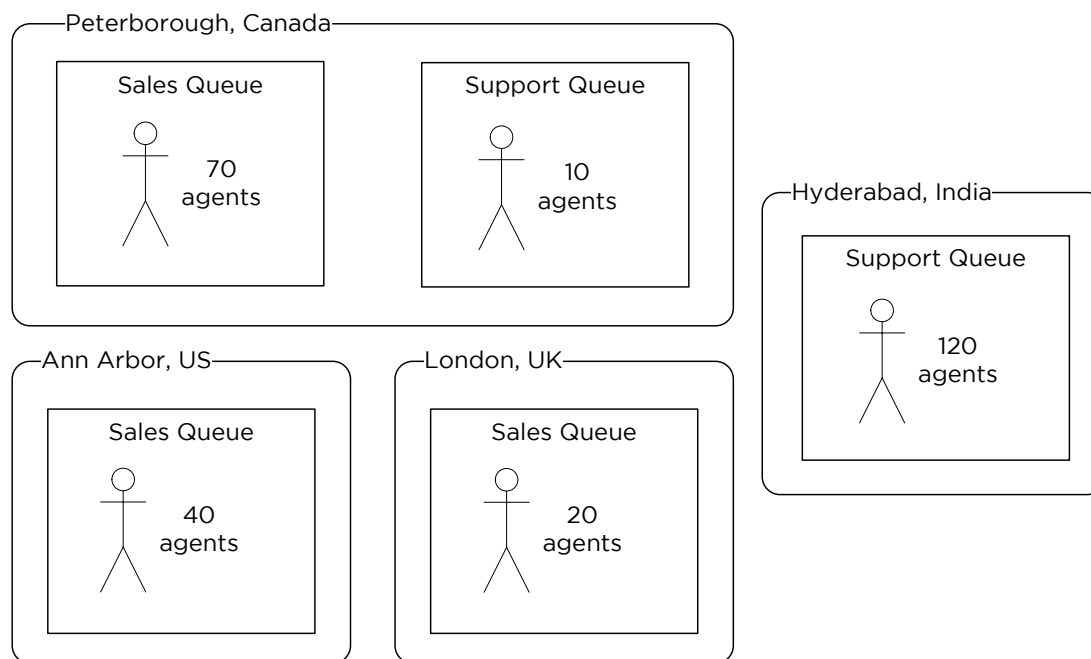 Peterborough, Canada
Sales Queue
70
agents
Support Queue
10
agents
Hyderabad, India
Support Queue
120
agents
Ann Arbor, US
Sales Queue
40
agents
London, UK
Sales Queue
20
agents